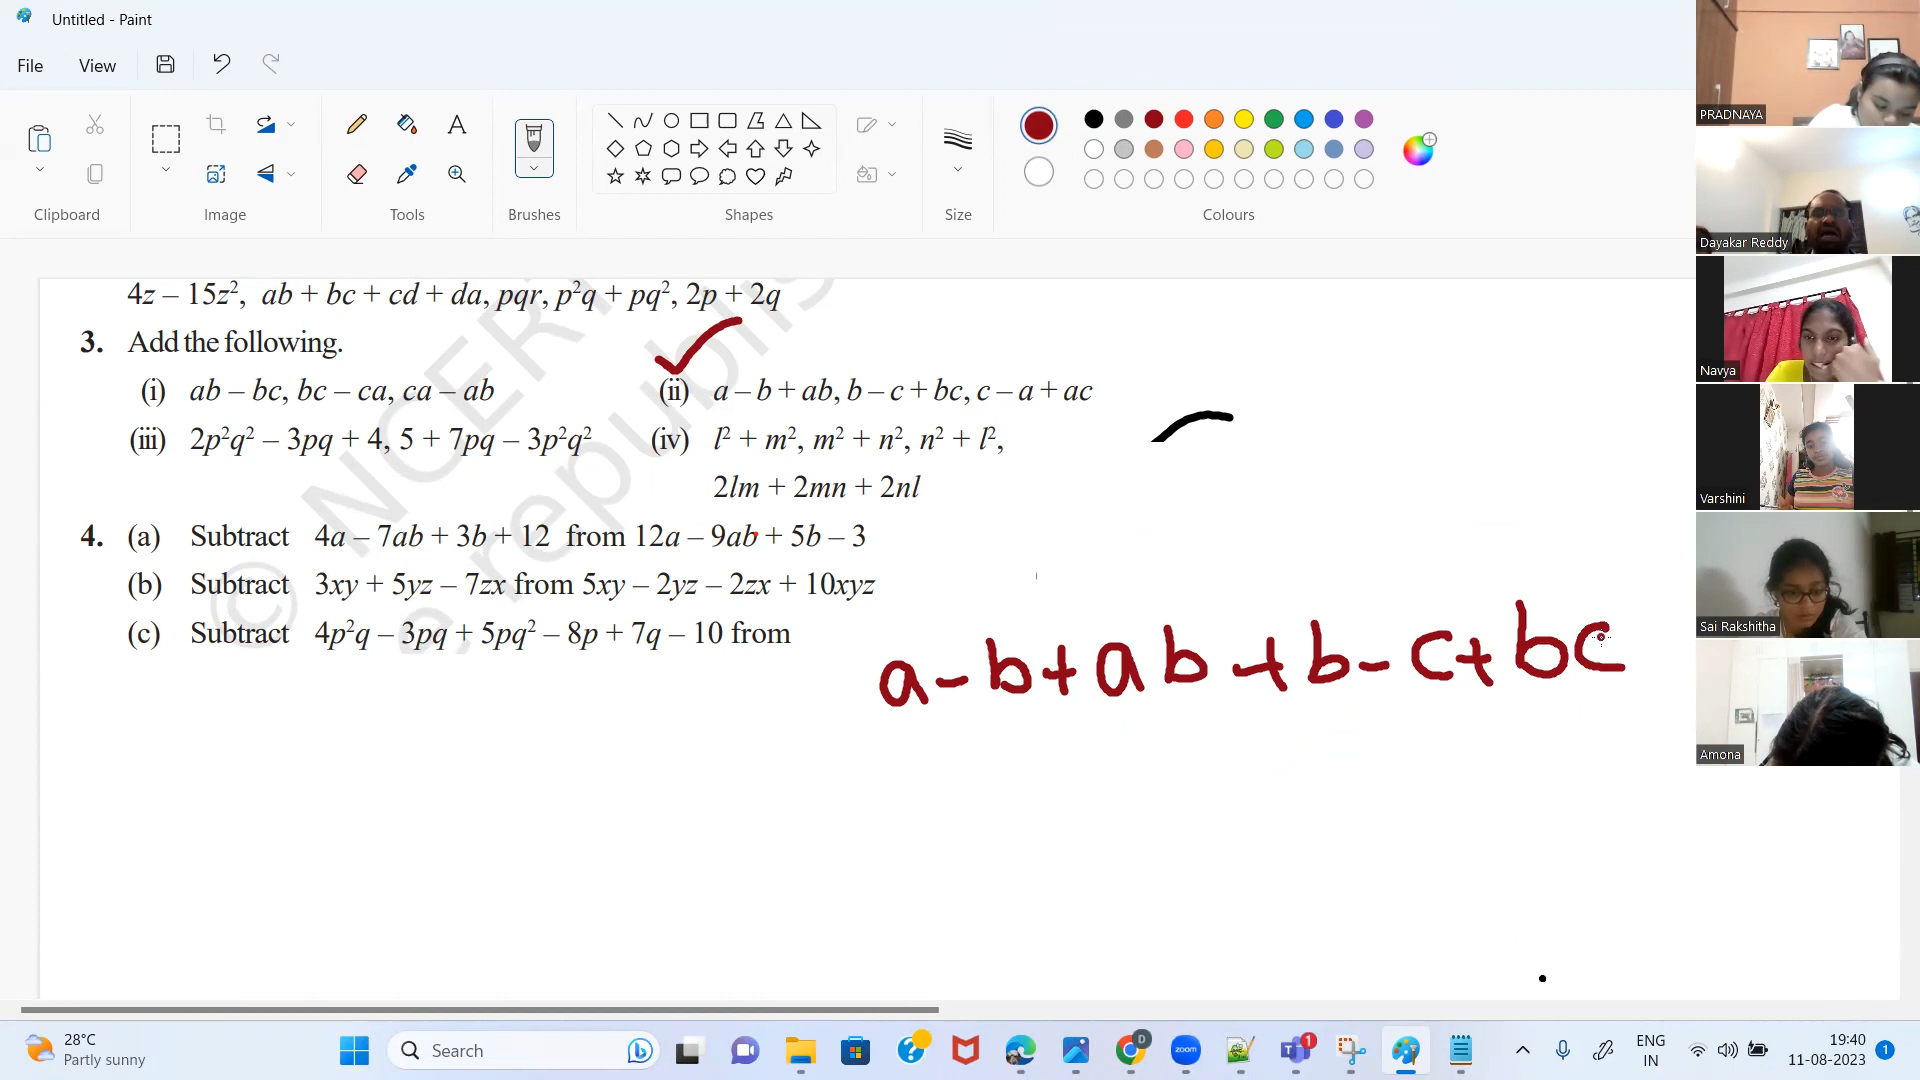 Untitled - Paint
File View
Clipboard Image Tools Brushes Shapes Size Colours
4z – 15z², ab + bc + cd + da, pqr, p²q + pq², 2p + 2q
3. Add the following.
(i) ab – bc, bc – ca, ca – ab (ii) a – b + ab, b – c + bc, c – a + ac
(iii) 2p²q² – 3pq + 4, 5 + 7pq – 3p²q² (iv) l² + m², m² + n², n² + l²,
2lm + 2mn + 2nl
4. (a) Subtract 4a – 7ab + 3b + 12 from 12a – 9ab + 5b – 3
(b) Subtract 3xy + 5yz – 7zx from 5xy – 2yz – 2zx + 10xyz
(c) Subtract 4p²q – 3pq + 5pq² – 8p + 7q – 10 from
a - b + ab + b - c + bc
© NCERT
e republis
PRADNAYA
Dayakar Reddy
Navya
Varshini
Sai Rakshitha
Amona
28°C
Partly sunny
Search
D
zoom
1
ENG
IN
19:40
11-08-2023
1